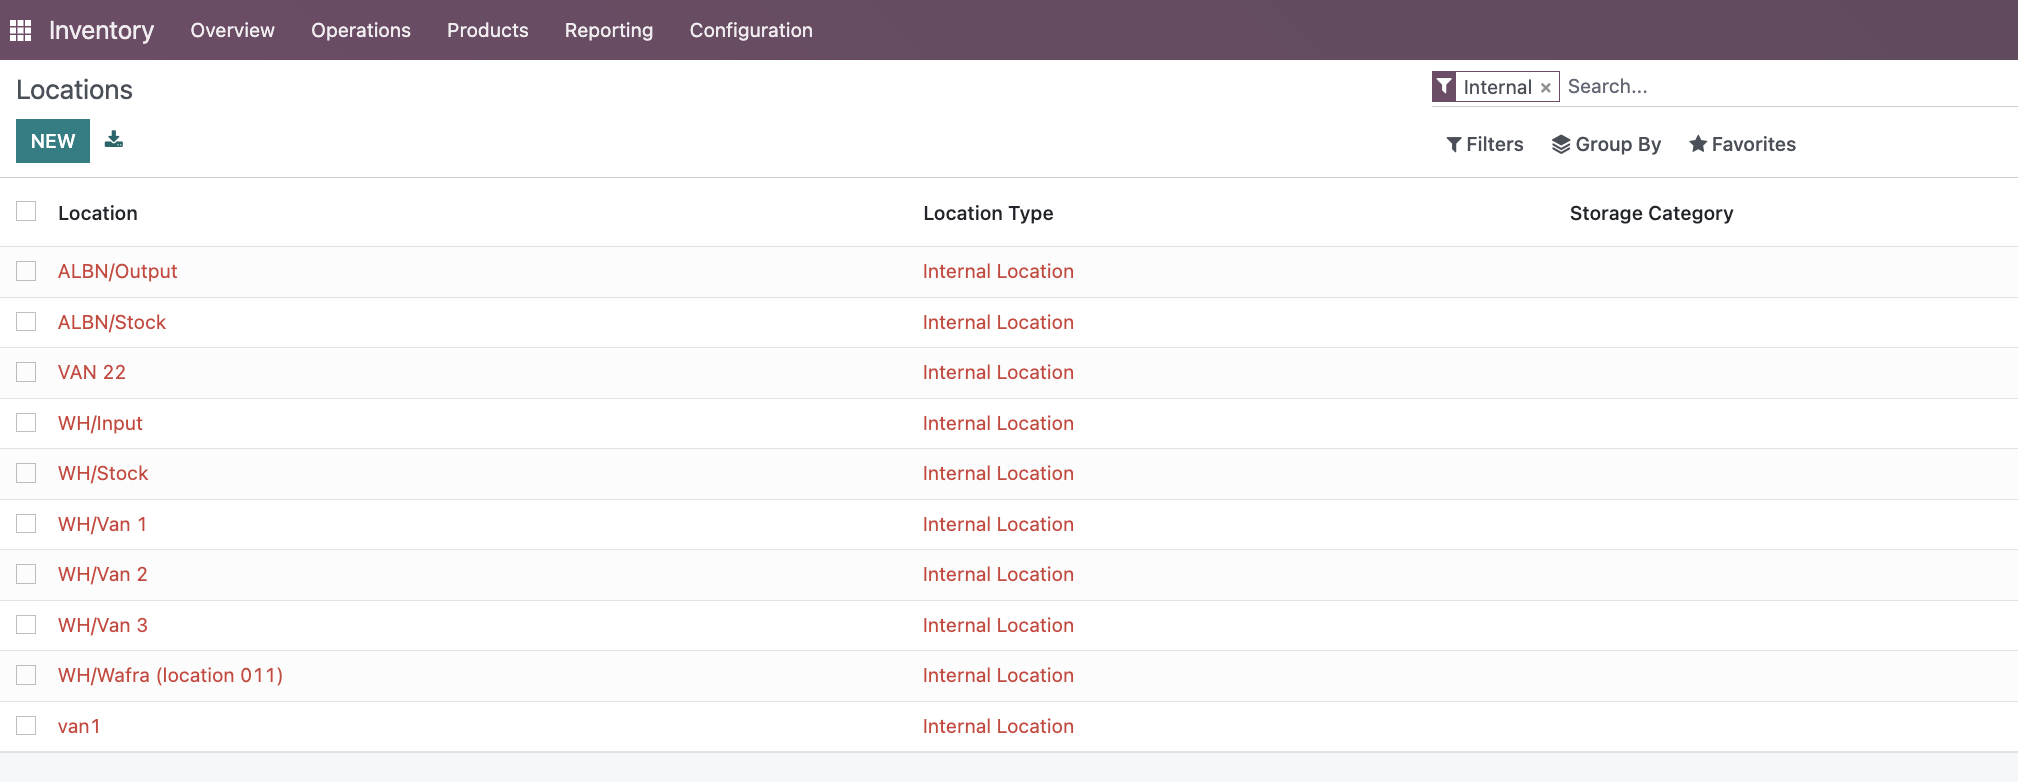 Inventory Overview Operations Products Reporting Configuration
Locations
Internal × Search...
NEW
Filters Group By Favorites
Location Location Type Storage Category
ALBN/Output Internal Location
ALBN/Stock Internal Location
VAN 22 Internal Location
WH/Input Internal Location
WH/Stock Internal Location
WH/Van 1 Internal Location
WH/Van 2 Internal Location
WH/Van 3 Internal Location
WH/Wafra (location 011) Internal Location
van1 Internal Location